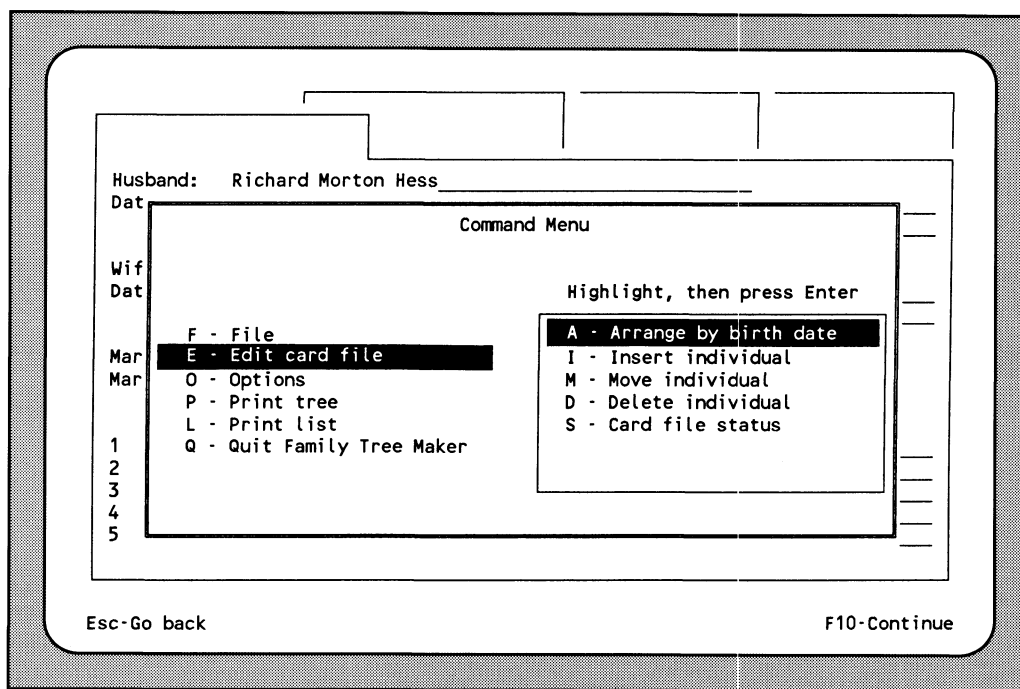 Husband: Richard Morton Hess
Dat
Command Menu
Wif
Dat
Highlight, then press Enter
F - File
A - Arrange by birth date
Mar
E - Edit card file
I - Insert individual
Mar
O - Options
M - Move individual
P - Print tree
D - Delete individual
L - Print list
S - Card file status
1
Q - Quit Family Tree Maker
2
3
4
5
Esc-Go back
F10-Continue